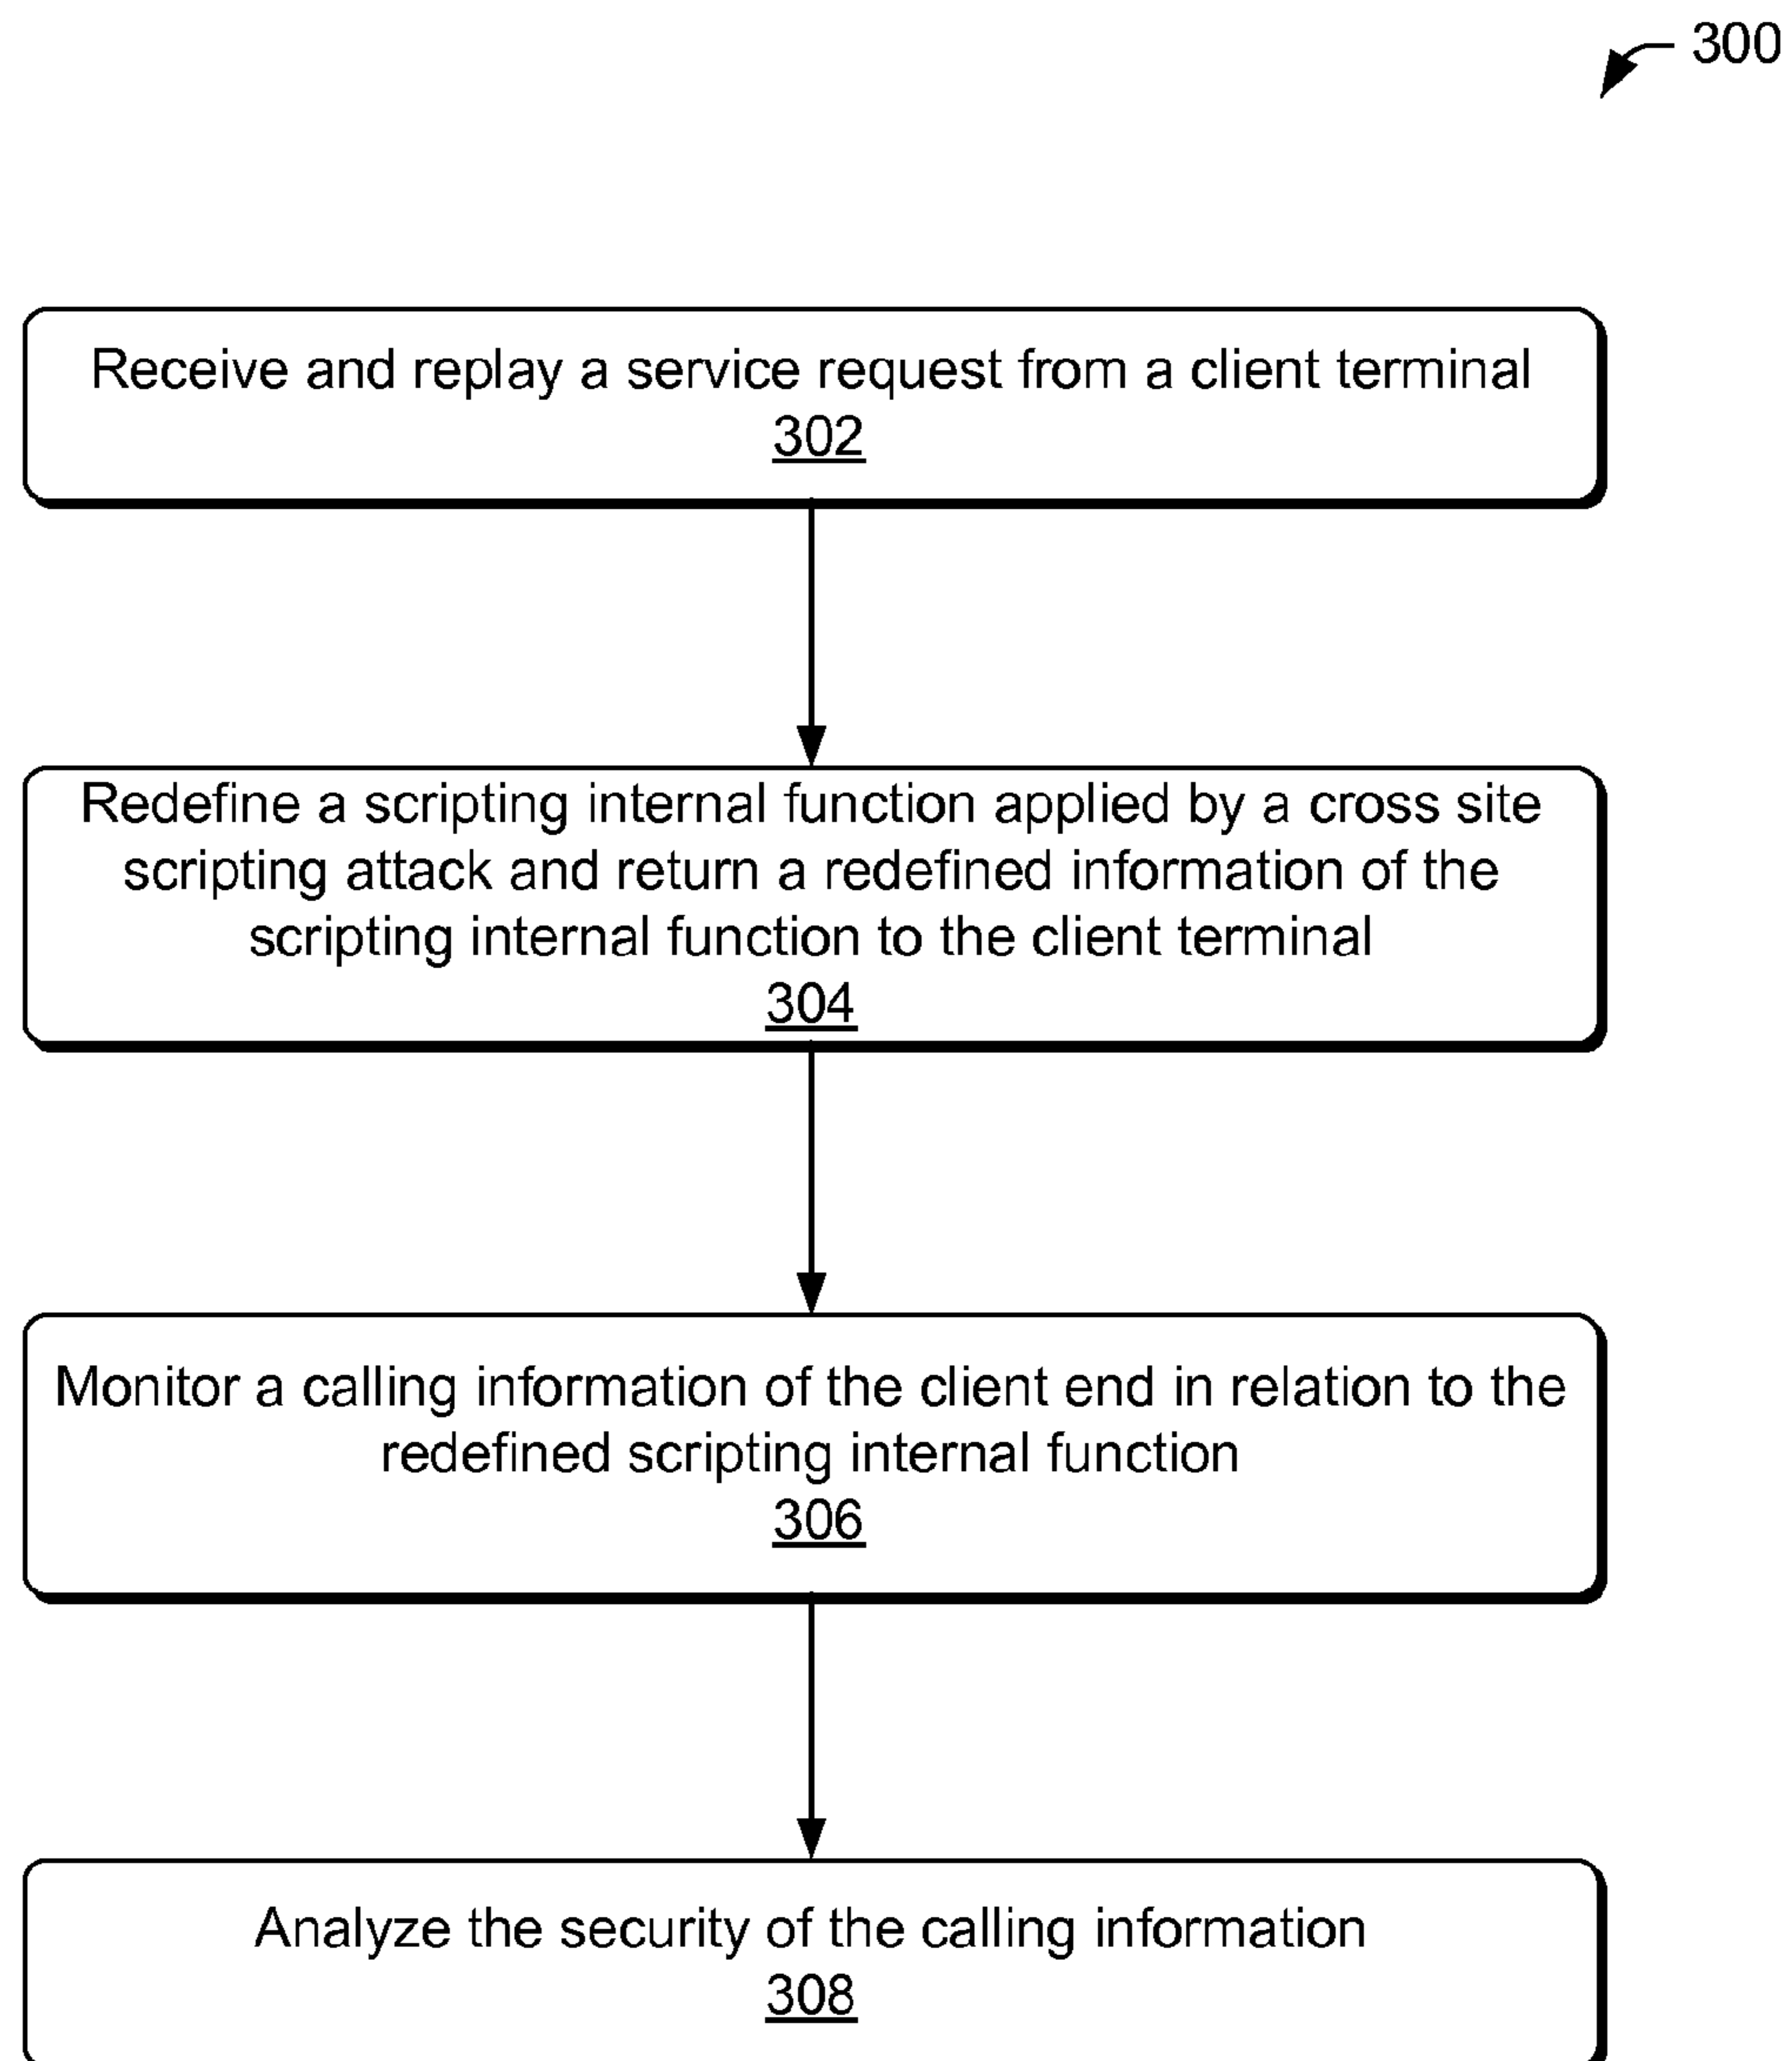 300
Receive and replay a service request from a client terminal
302
Redefine a scripting internal function applied by a cross site
scripting attack and return a redefined information of the
scripting internal function to the client terminal
304
Monitor a calling information of the client end in relation to the
redefined scripting internal function
306
Analyze the security of the calling information
308